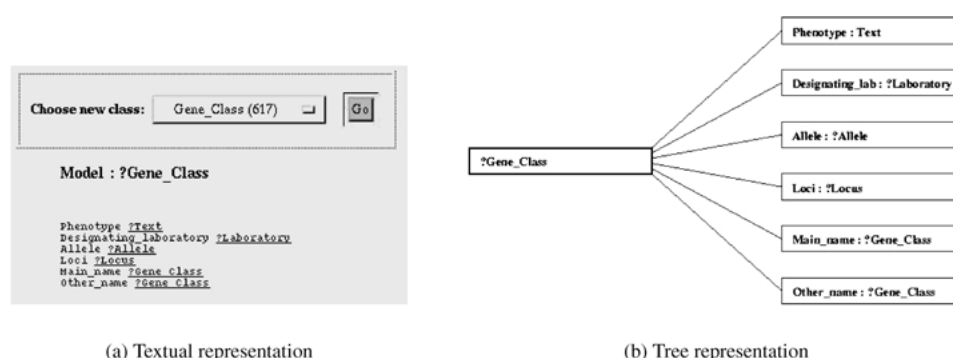 Choose new class: Gene_Class (617) Go
Model : ?Gene_Class
Phenotype ?Text
Designating_laboratory ?Laboratory
Allele ?Allele
Loci ?Locus
Main_name ?Gene_Class
Other_name ?Gene_Class
(a) Textual representation
?Gene_Class
Phenotype : Text
Designating_lab : ?Laboratory
Allele : ?Allele
Loci : ?Locus
Main_name : ?Gene_Class
Other_name : ?Gene_Class
(b) Tree representation